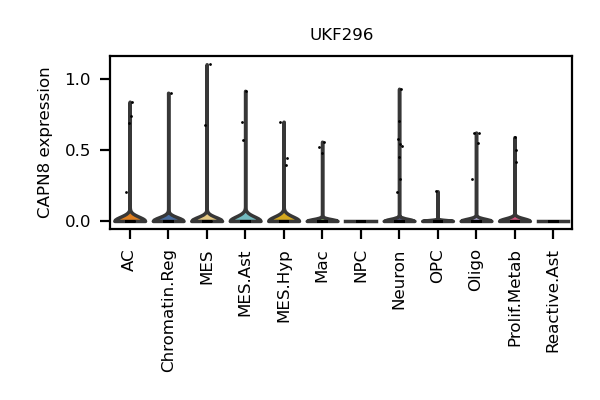 UKF296
CAPN8 expression
1.0
0.5
0.0
AC
Chromatin.Reg
MES
MES.Ast
MES.Hyp
Mac
NPC
Neuron
OPC
Oligo
Prolif.Metab
Reactive.Ast